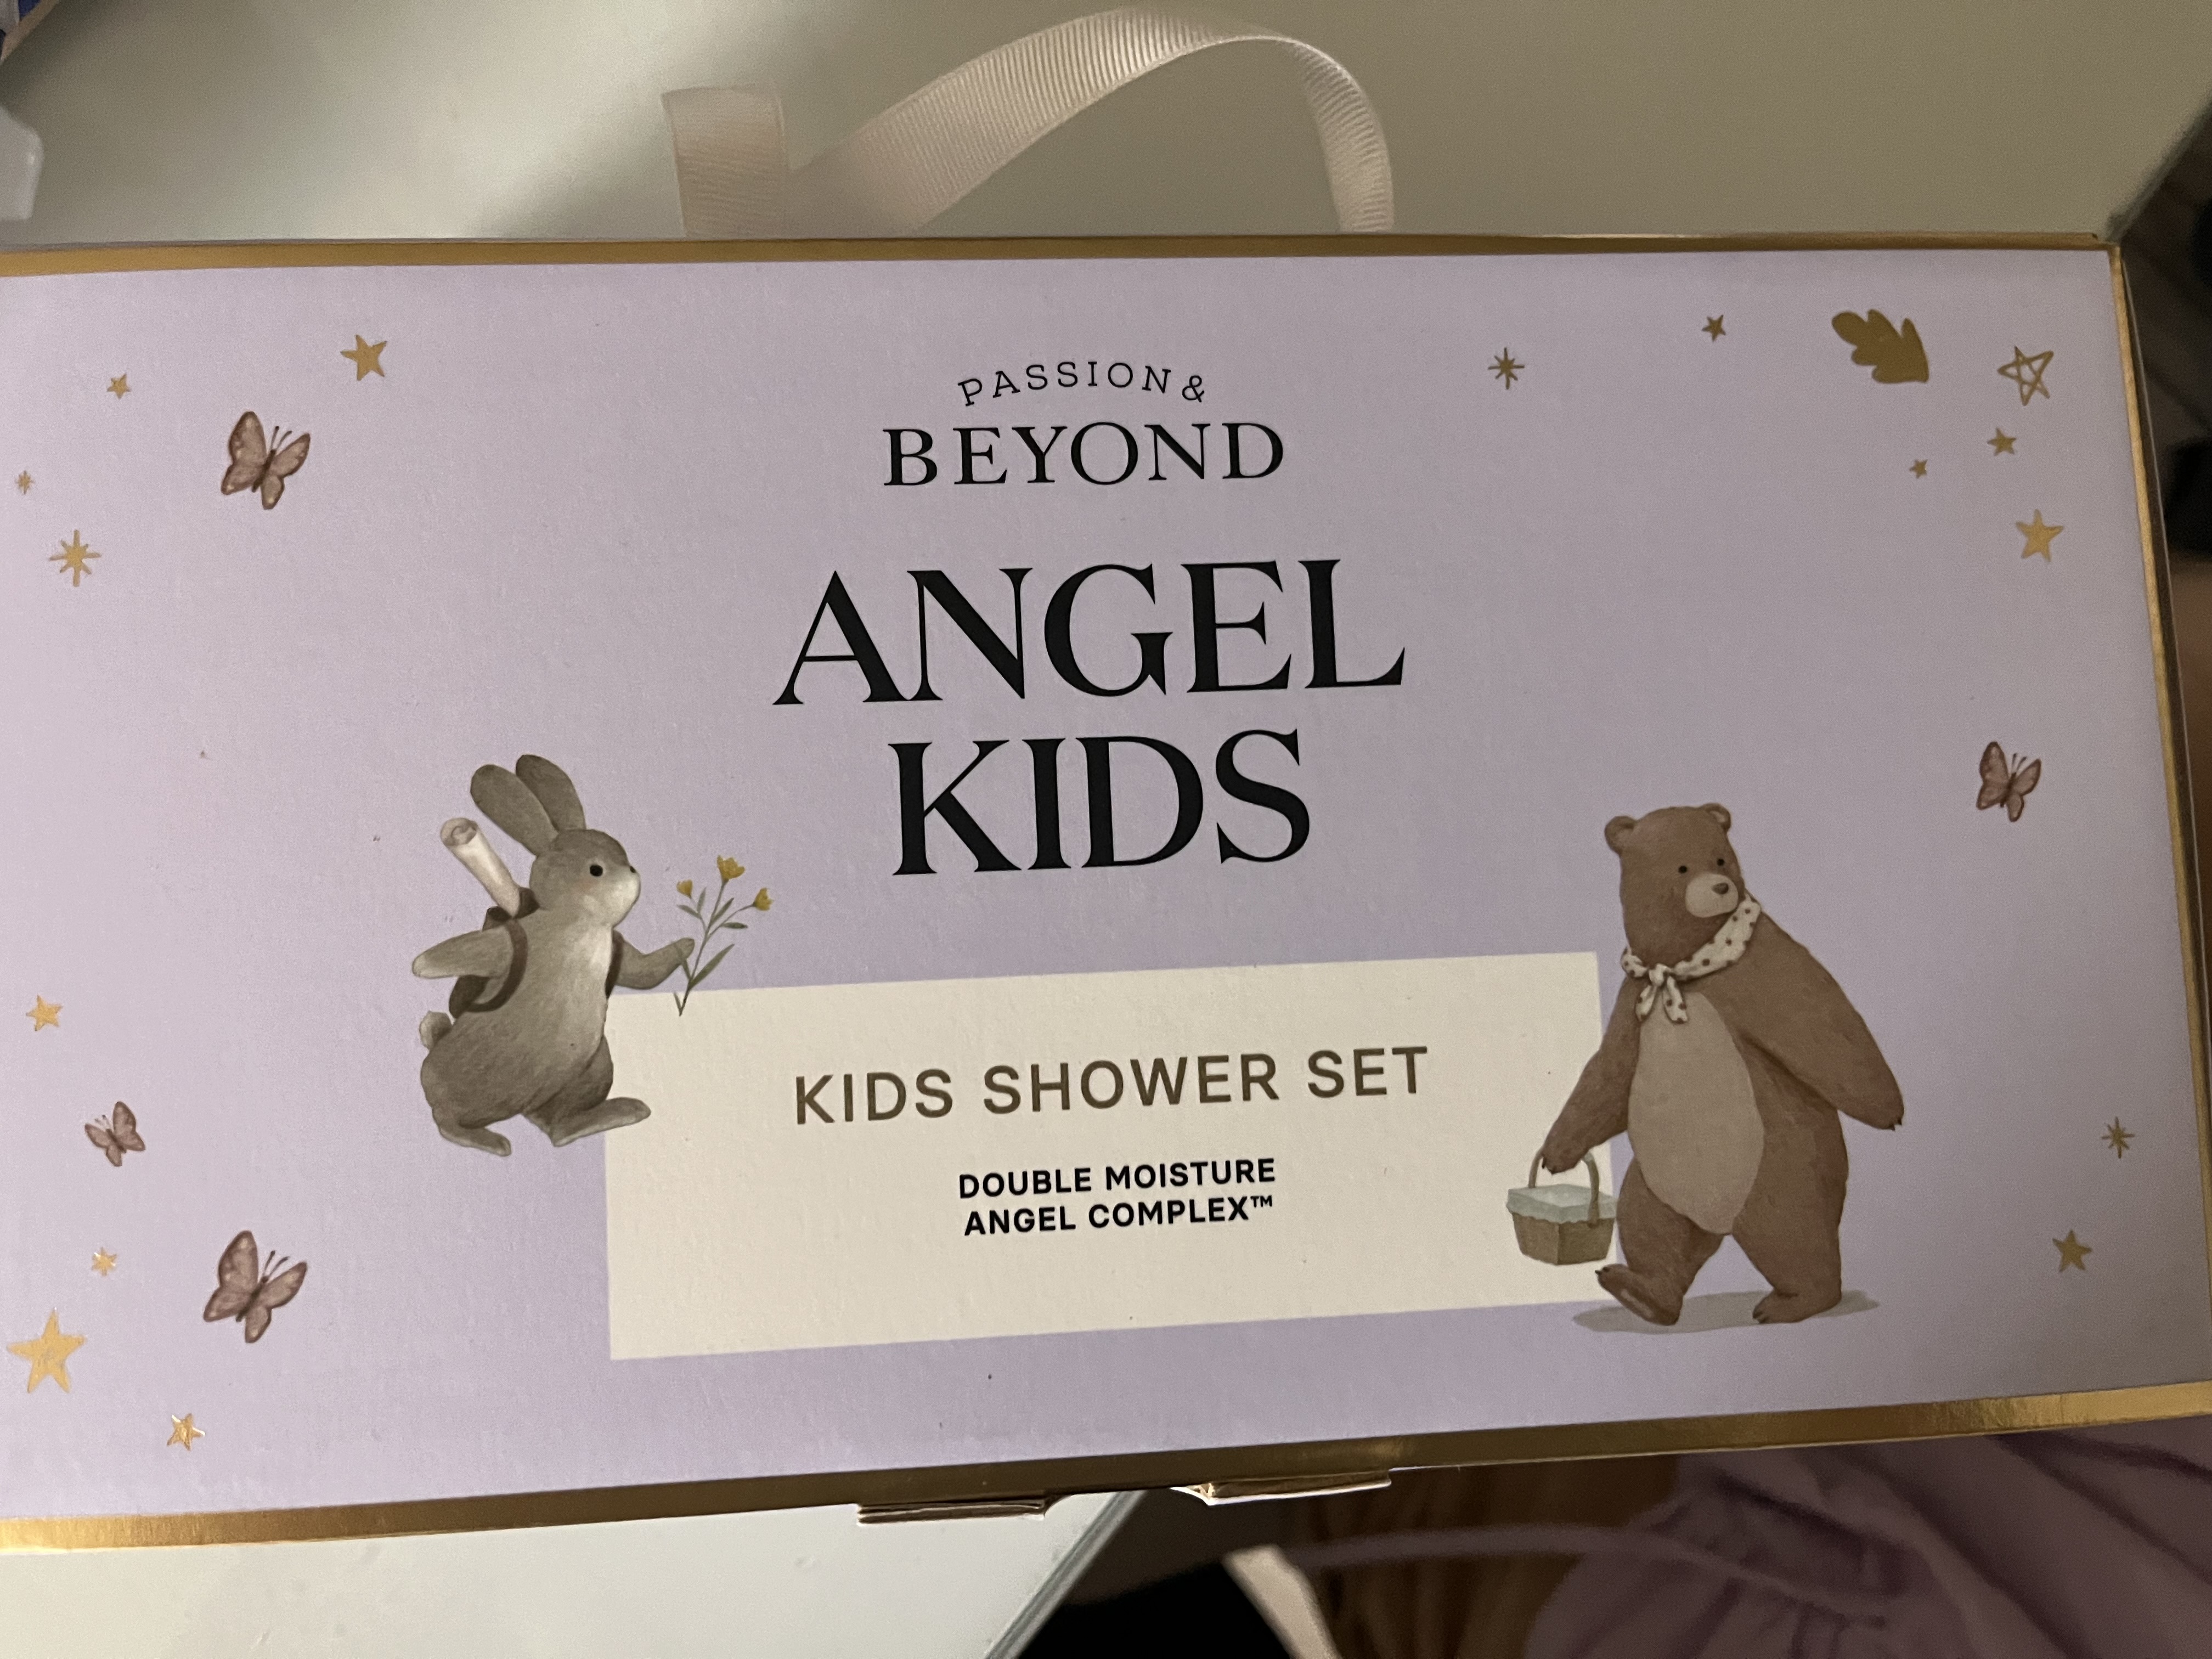 PASSION &
BEYOND
ANGEL
KIDS
KIDS SHOWER SET
DOUBLE MOISTURE
ANGEL COMPLEX™